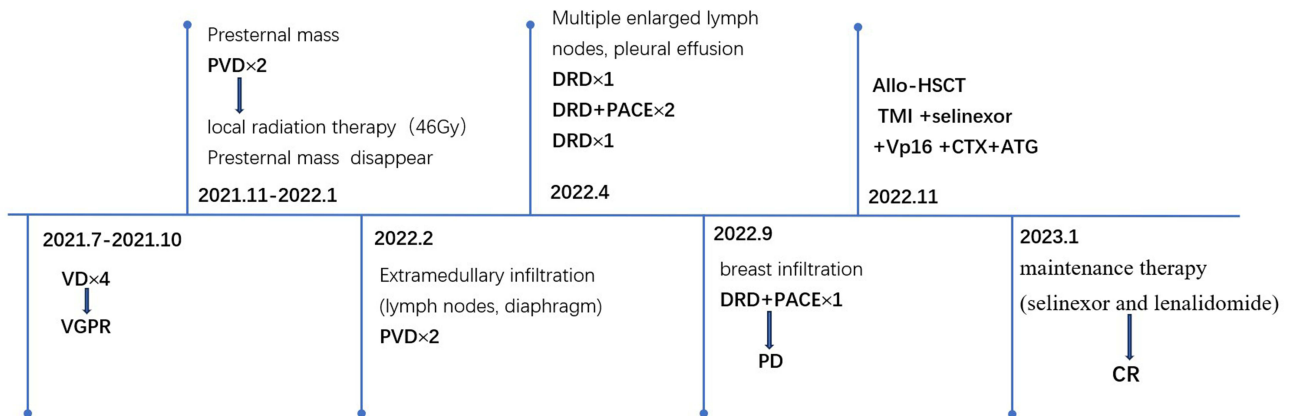 2021.7-2021.10
VD×4
VGPR
Presternal mass
PVD×2
local radiation therapy（46Gy）
Presternal mass  disappear
2021.11-2022.1
2022.2
Extramedullary infiltration
(lymph nodes, diaphragm)
PVD×2
Multiple enlarged lymph
nodes, pleural effusion
DRD×1
DRD+PACE×2
DRD×1
2022.4
2022.9
breast infiltration
DRD+PACE×1
PD
Allo-HSCT
TMI +selinexor
+Vp16 +CTX+ATG
2022.11
2023.1
maintenance therapy
(selinexor and lenalidomide)
CR